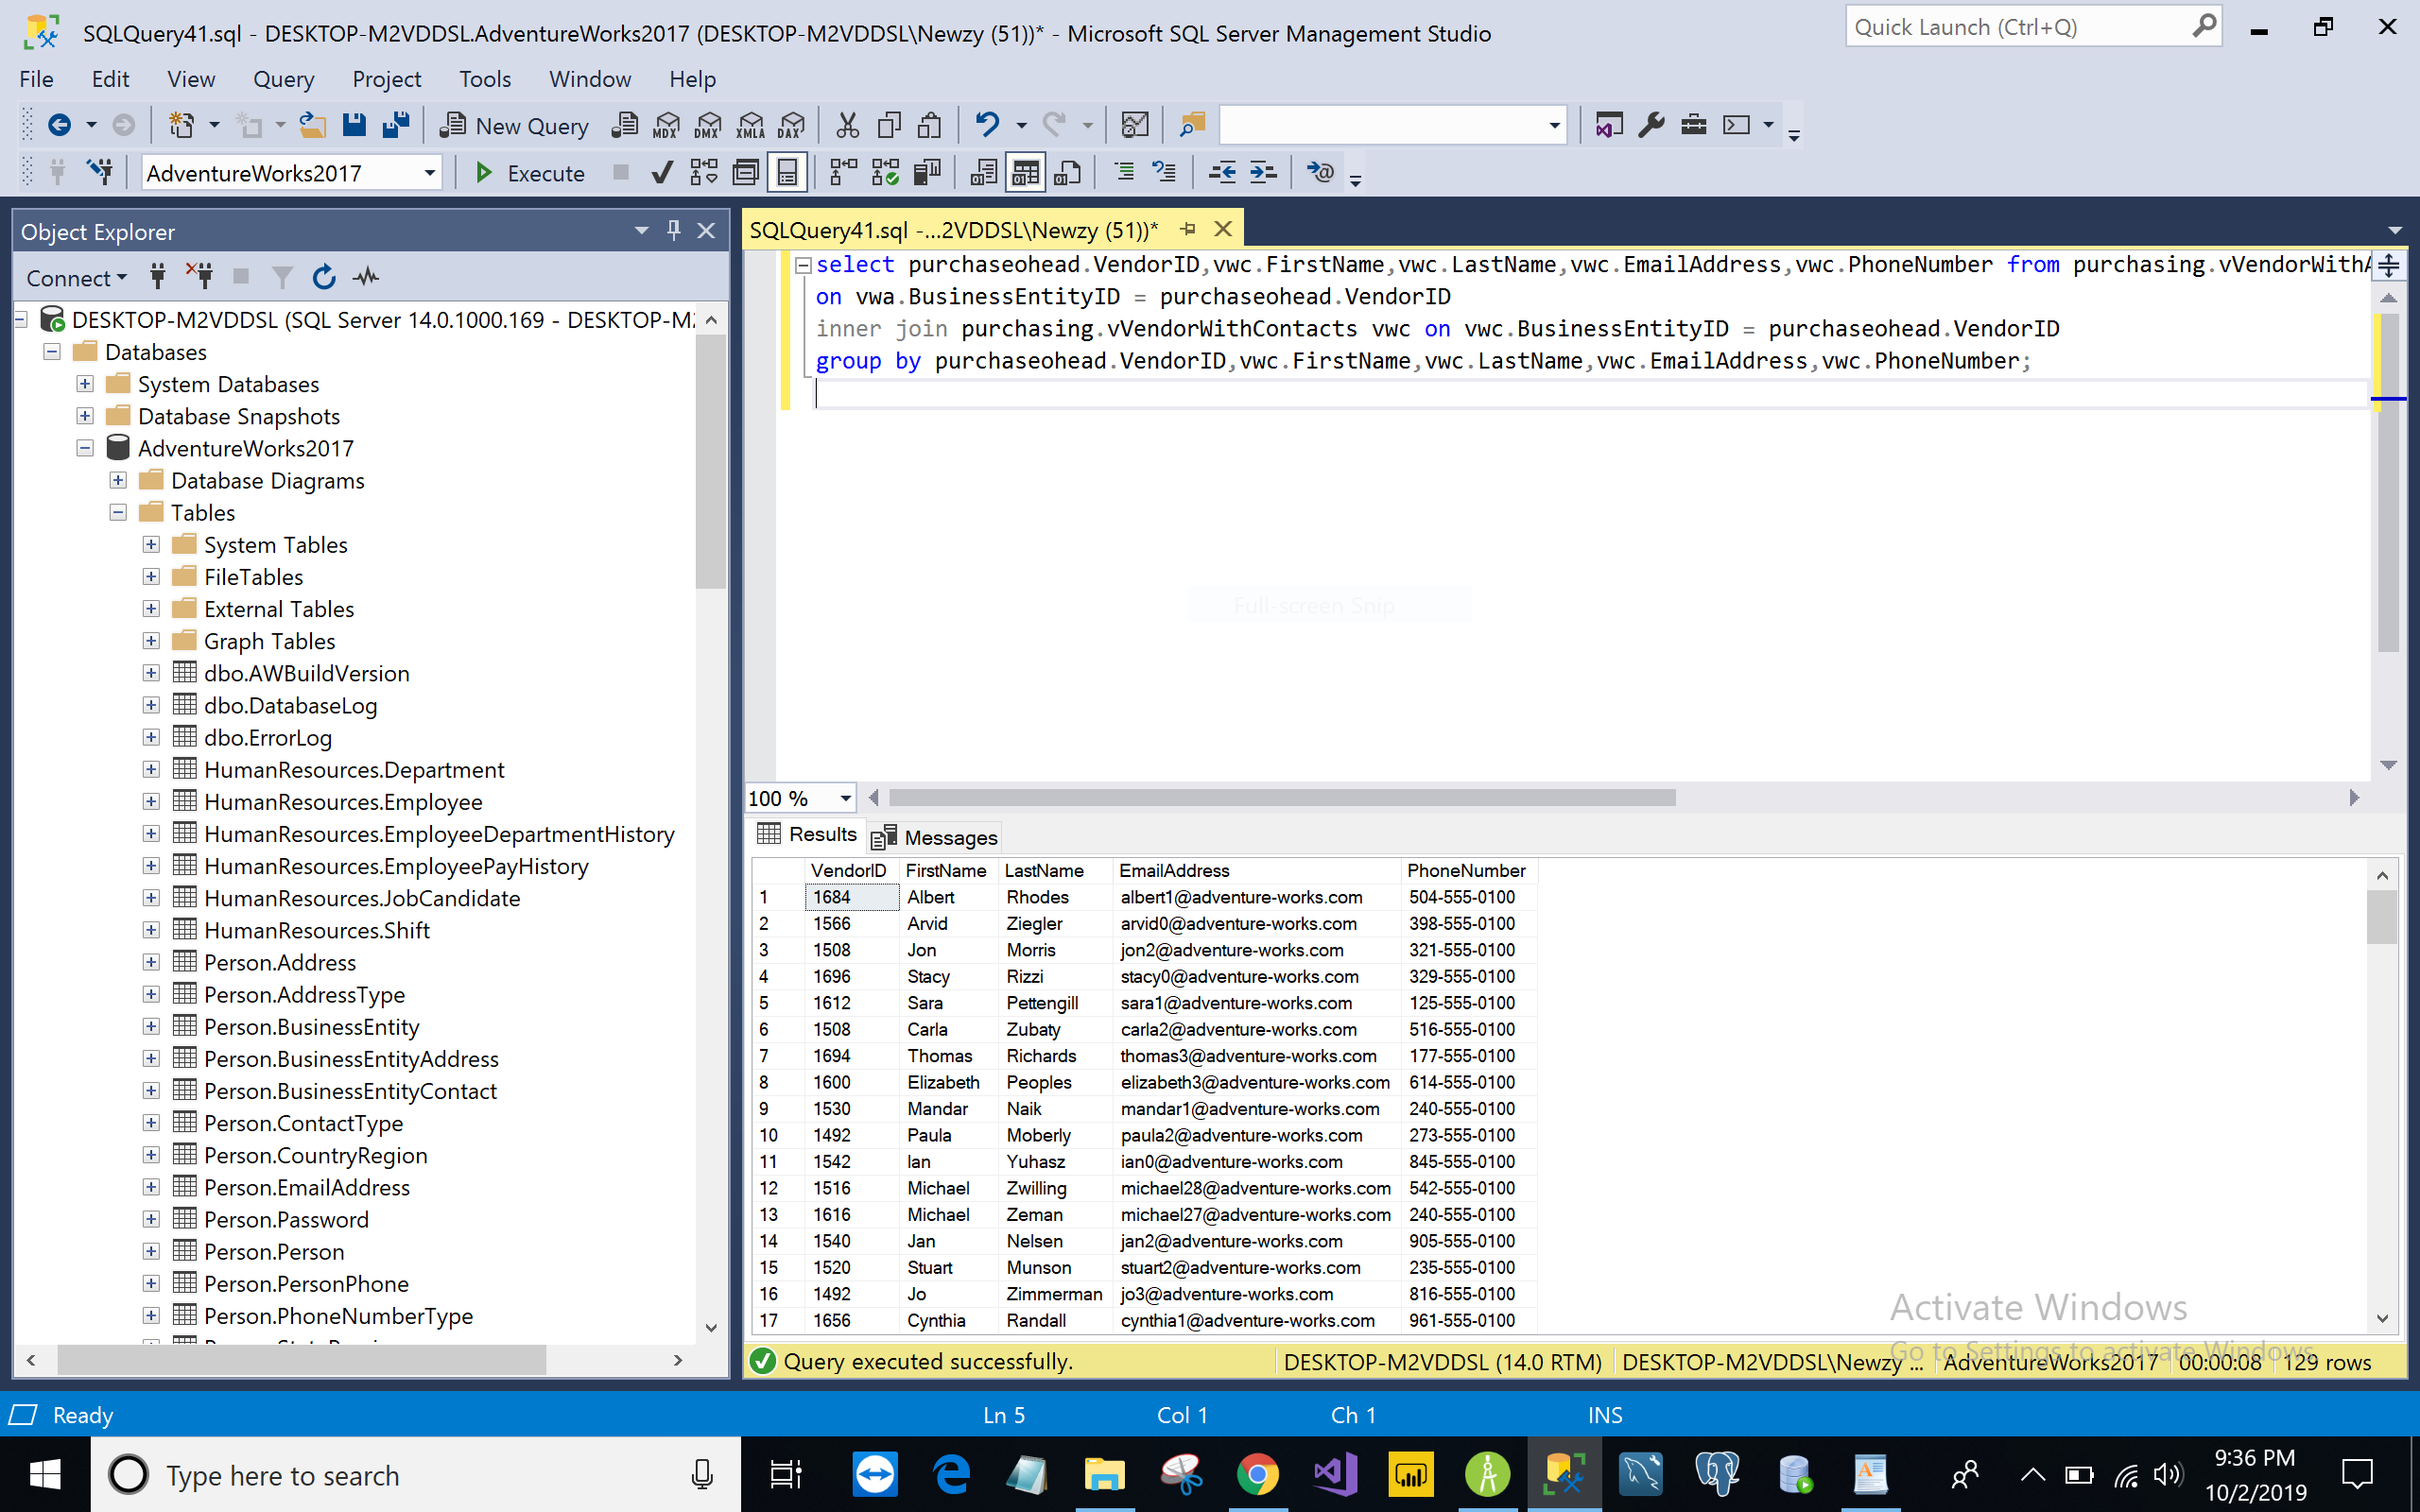 SQLQuery41.sql - DESKTOP-M2VDDSL.AdventureWorks2017 (DESKTOP-M2VDDSL\Newzy (51))* - Microsoft SQL Server Management Studio
Quick Launch (Ctrl+Q)
File Edit View Query Project Tools Window Help
New Query MDX DMX XMLA DAX
AdventureWorks2017 Execute
Object Explorer
Connect
DESKTOP-M2VDDSL (SQL Server 14.0.1000.169 - DESKTOP-M
Databases
System Databases
Database Snapshots
AdventureWorks2017
Database Diagrams
Tables
System Tables
FileTables
External Tables
Graph Tables
dbo.AWBuildVersion
dbo.DatabaseLog
dbo.ErrorLog
HumanResources.Department
HumanResources.Employee
HumanResources.EmployeeDepartmentHistory
HumanResources.EmployeePayHistory
HumanResources.JobCandidate
HumanResources.Shift
Person.Address
Person.AddressType
Person.BusinessEntity
Person.BusinessEntityAddress
Person.BusinessEntityContact
Person.ContactType
Person.CountryRegion
Person.EmailAddress
Person.Password
Person.Person
Person.PersonPhone
Person.PhoneNumberType
SQLQuery41.sql -...2VDDSL\Newzy (51))*
select purchaseohead.VendorID,vwc.FirstName,vwc.LastName,vwc.EmailAddress,vwc.PhoneNumber from purchasing.vVendorWithA
on vwa.BusinessEntityID = purchaseohead.VendorID
inner join purchasing.vVendorWithContacts vwc on vwc.BusinessEntityID = purchaseohead.VendorID
group by purchaseohead.VendorID,vwc.FirstName,vwc.LastName,vwc.EmailAddress,vwc.PhoneNumber;
Full-screen Snip
100 %
Results Messages
VendorID FirstName LastName EmailAddress PhoneNumber
1 1684 Albert Rhodes albert1@adventure-works.com 504-555-0100
2 1566 Arvid Ziegler arvid0@adventure-works.com 398-555-0100
3 1508 Jon Morris jon2@adventure-works.com 321-555-0100
4 1696 Stacy Rizzi stacy0@adventure-works.com 329-555-0100
5 1612 Sara Pettengill sara1@adventure-works.com 125-555-0100
6 1508 Carla Zubaty carla2@adventure-works.com 516-555-0100
7 1694 Thomas Richards thomas3@adventure-works.com 177-555-0100
8 1600 Elizabeth Peoples elizabeth3@adventure-works.com 614-555-0100
9 1530 Mandar Naik mandar1@adventure-works.com 240-555-0100
10 1492 Paula Moberly paula2@adventure-works.com 273-555-0100
11 1542 Ian Yuhasz ian0@adventure-works.com 845-555-0100
12 1516 Michael Zwilling michael28@adventure-works.com 542-555-0100
13 1616 Michael Zeman michael27@adventure-works.com 240-555-0100
14 1540 Jan Nelsen jan2@adventure-works.com 905-555-0100
15 1520 Stuart Munson stuart2@adventure-works.com 235-555-0100
16 1492 Jo Zimmerman jo3@adventure-works.com 816-555-0100
17 1656 Cynthia Randall cynthia1@adventure-works.com 961-555-0100
Activate Windows
Go to Settings to activate Windows.
Query executed successfully. DESKTOP-M2VDDSL (14.0 RTM) DESKTOP-M2VDDSL\Newzy ... AdventureWorks2017 00:00:08 129 rows
Ready Ln 5 Col 1 Ch 1 INS
Type here to search
9:36 PM
10/2/2019